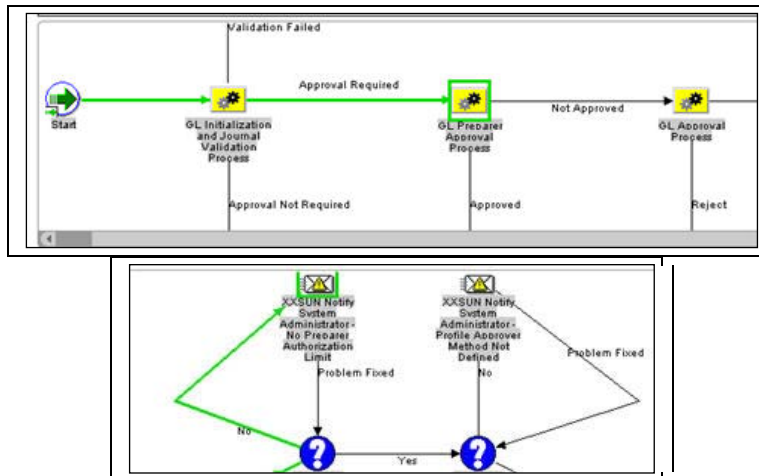 Validation Failed
Approval Required
Not Approved
Start
GL Initialization
and Journal
Validation
Process
GL Preparer
Approval
Process
GL Approval
Process
Approval Not Required
Approved
Reject
XXSUN Notify
System
Administrator-
No Preparer
Authorization
Limit
XXSUN Notify
System
Administrator-
Profile Approver
Method Not
Defined
Problem Fixed
No
Problem Fixed
No
Yes